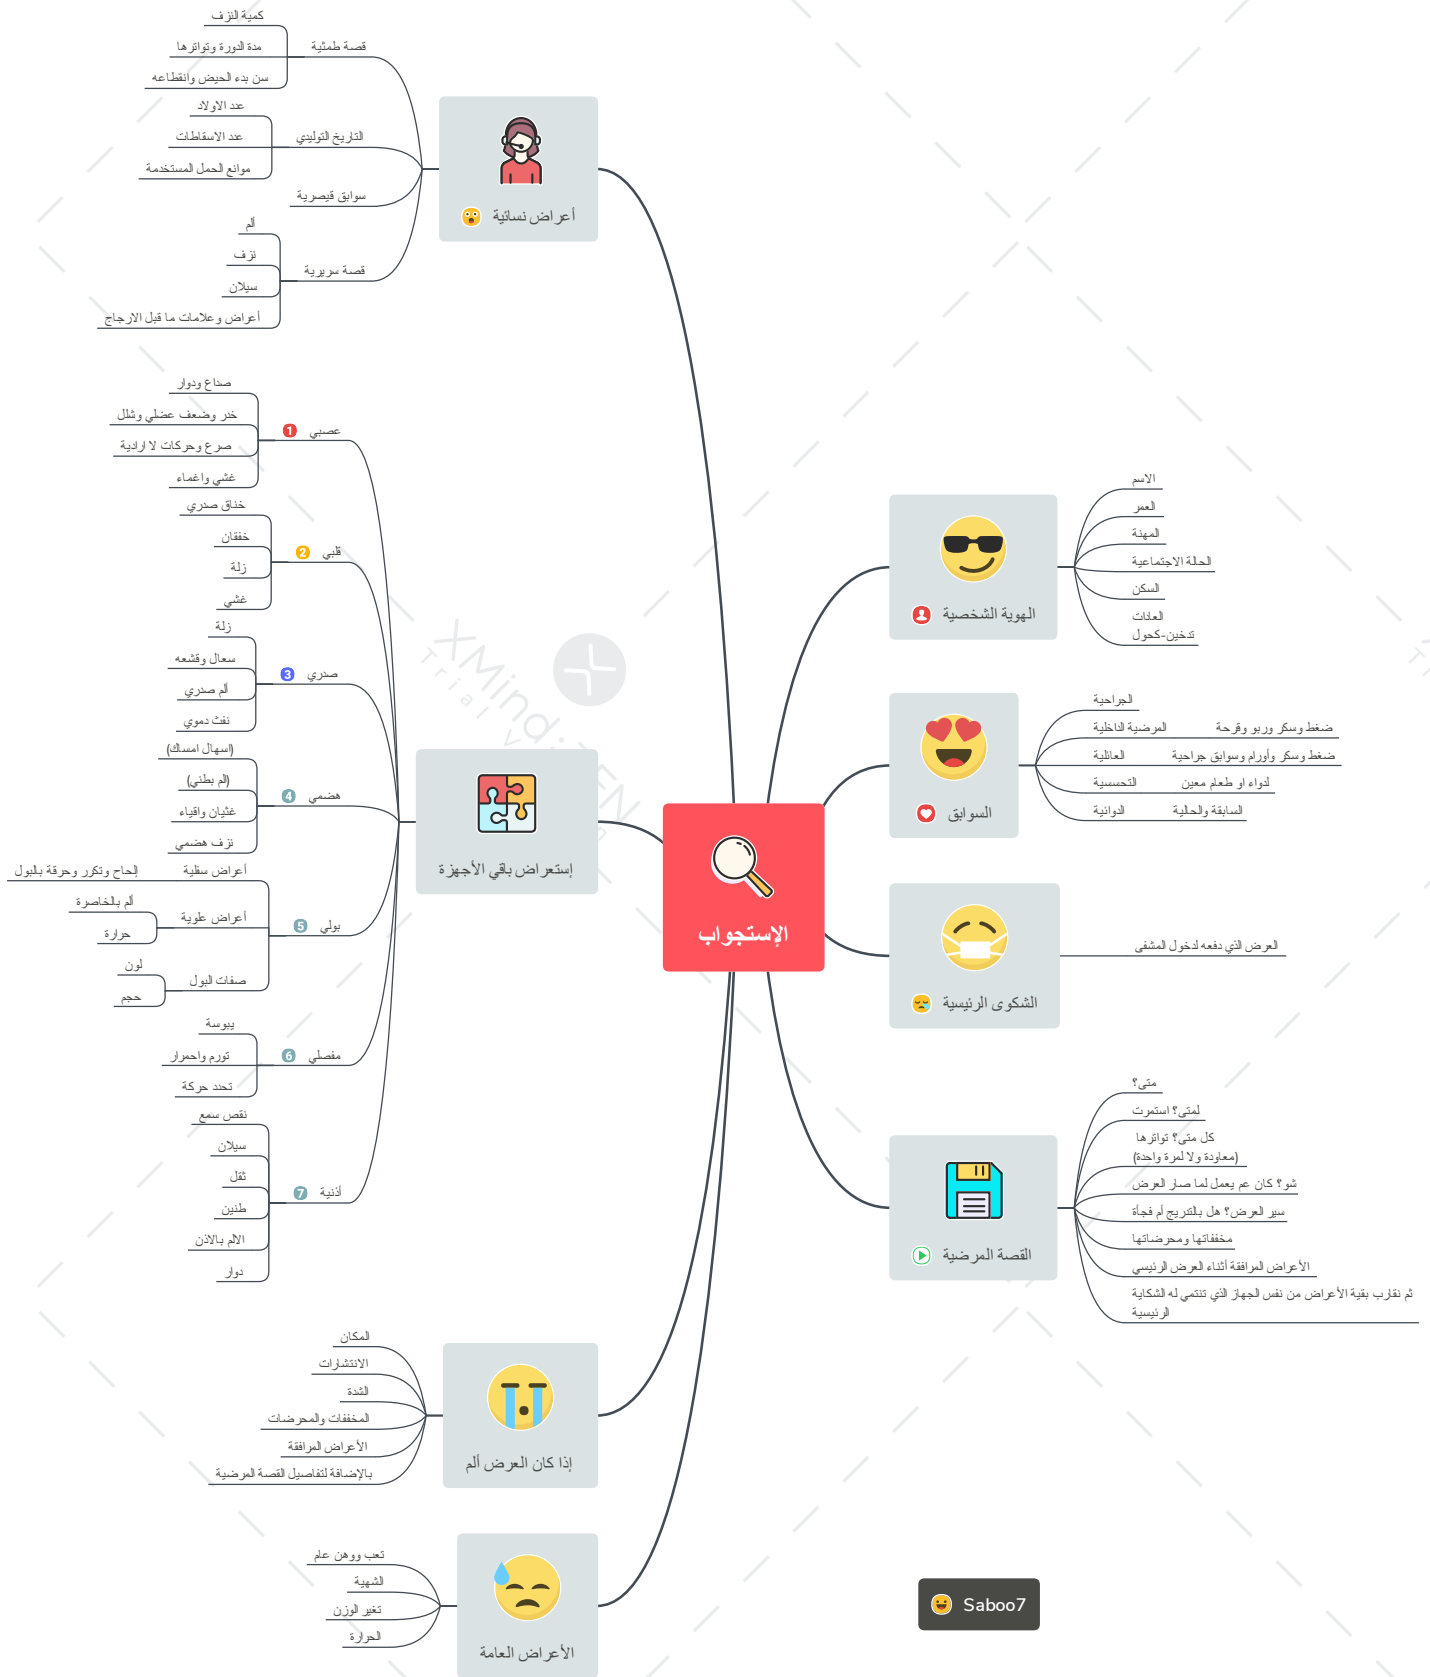 الإستجواب
الهوية الشخصية
الاسم
العمر
المهنة
الحالة الاجتماعية
السكن
العادات
تدخين-كحول
السوابق
الجراحية
المرضية الداخلية
ضغط وسكر وربو وقرحة
العائلية
ضغط وسكر وأورام وسوابق جراحية
التحسسية
لدواء او طعام معين
الدوائية
السابقة والحالية
الشكوى الرئيسية
العرض الذي دفعه لدخول المشفى
القصة المرضية
متى؟
لمتى؟ استمرت
كل متى؟ تواترها
(معاودة ولا لمرة واحدة)
شو؟ كان عم يعمل لما صار العرض
سير العرض؟ هل بالتدريج أم فجأة
مخففاتها ومحرضاتها
الأعراض المرافقة أثناء العرض الرئيسي
ثم نقارب بقية الأعراض من نفس الجهاز الذي تنتمي له الشكاية
الرئيسية
أعراض نسائية
قصة طمثية
كمية النزف
مدة الدورة وتواترها
سن بدء الحيض وانقطاعه
التاريخ التوليدي
عدد الاولاد
عدد الاسقاطات
موانع الحمل المستخدمة
سوابق قيصرية
قصة سريرية
ألم
نزف
سيلان
أعراض وعلامات ما قبل الارجاج
إستعراض باقي الأجهزة
عصبي 1
صداع ودوار
خدر وضعف عضلي وشلل
صرع وحركات لا ارادية
غشي واغماء
قلبي 2
خناق صدري
خفقان
زلة
غشي
صدري 3
زلة
سعال وقشعه
ألم صدري
نفث دموي
هضمي 4
(اسهال امساك)
(الم بطني)
غثيان واقياء
نزف هضمي
بولي 5
أعراض سفلية
إلحاح وتكرر وحرقة بالبول
أعراض علوية
ألم بالخاصرة
حرارة
صفات البول
لون
حجم
مفصلي 6
يبوسة
تورم واحمرار
تحدد حركة
أذنية 7
نقص سمع
سيلان
ثقل
طنين
الالم بالاذن
دوار
إذا كان العرض ألم
المكان
الانتشارات
الشدة
المخففات والمحرضات
الأعراض المرافقة
بالإضافة لتفاصيل القصة المرضية
الأعراض العامة
تعب ووهن عام
الشهية
تغير الوزن
الحرارة
Saboo7
XMind: ZEN
Trial